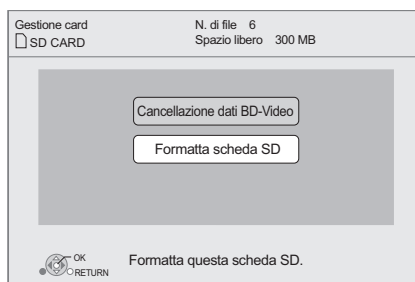 Gestione card
N. di file 6
SD CARD
Spazio libero 300 MB
Cancellazione dati BD-Video
Formatta scheda SD
OK
RETURN
Formatta questa scheda SD.